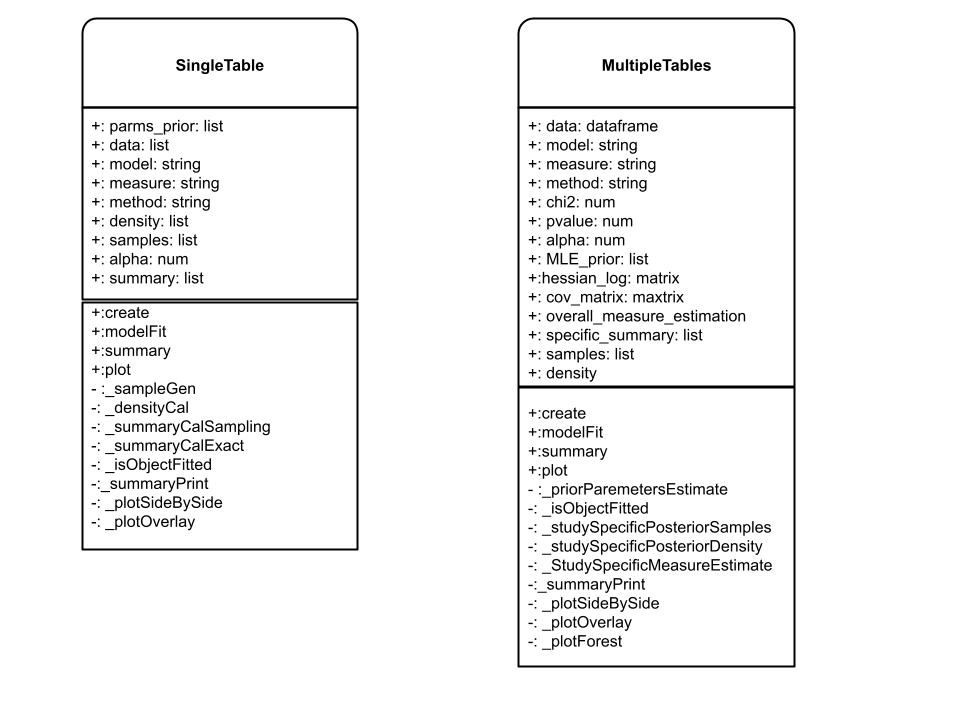 SingleTable
+: parms_prior: list
+: data: list
+: model: string
+: measure: string
+: method: string
+: density: list
+: samples: list
+: alpha: num
+: summary: list
+:create
+:modelFit
+:summary
+:plot
- :_sampleGen
-: _densityCal
-: _summaryCalSampling
-: _summaryCalExact
-: _isObjectFitted
-:_summaryPrint
-: _plotSideBySide
-: _plotOverlay
MultipleTables
+: data: dataframe
+: model: string
+: measure: string
+: method: string
+: chi2: num
+: pvalue: num
+: alpha: num
+: MLE_prior: list
+:hessian_log: matrix
+: cov_matrix: maxtrix
+: overall_measure_estimation
+: specific_summary: list
+: samples: list
+: density
+:create
+:modelFit
+:summary
+:plot
- :_priorParemetersEstimate
-: _isObjectFitted
-: _studySpecificPosteriorSamples
-: _studySpecificPosteriorDensity
-: _StudySpecificMeasureEstimate
-:_summaryPrint
-: _plotSideBySide
-: _plotOverlay
-: _plotForest